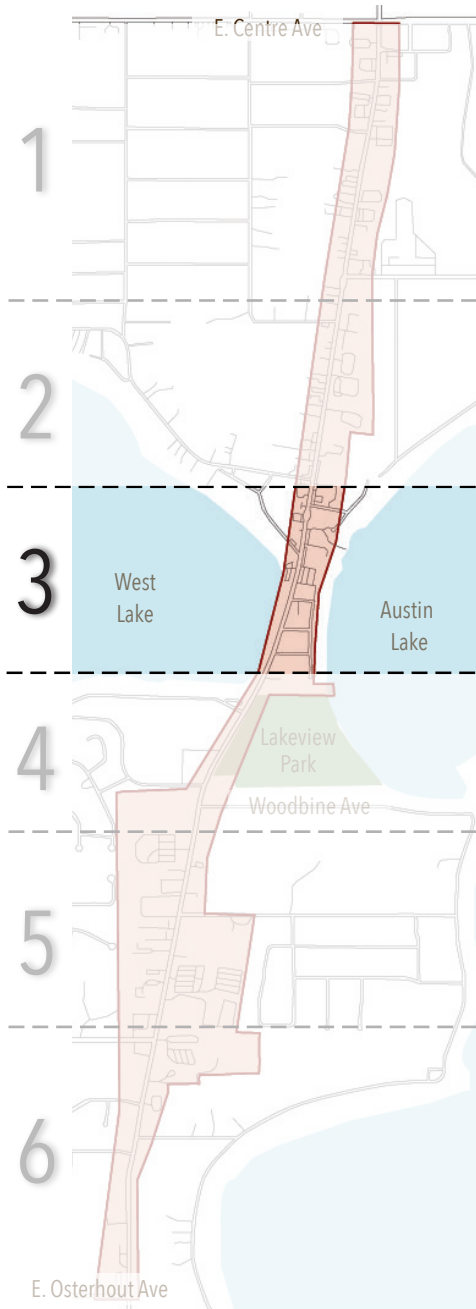 E. Centre Ave
1
2
3
West
Lake
Austin
Lake
4
Lakeview
Park
Woodbine Ave
5
6
E. Osterhout Ave